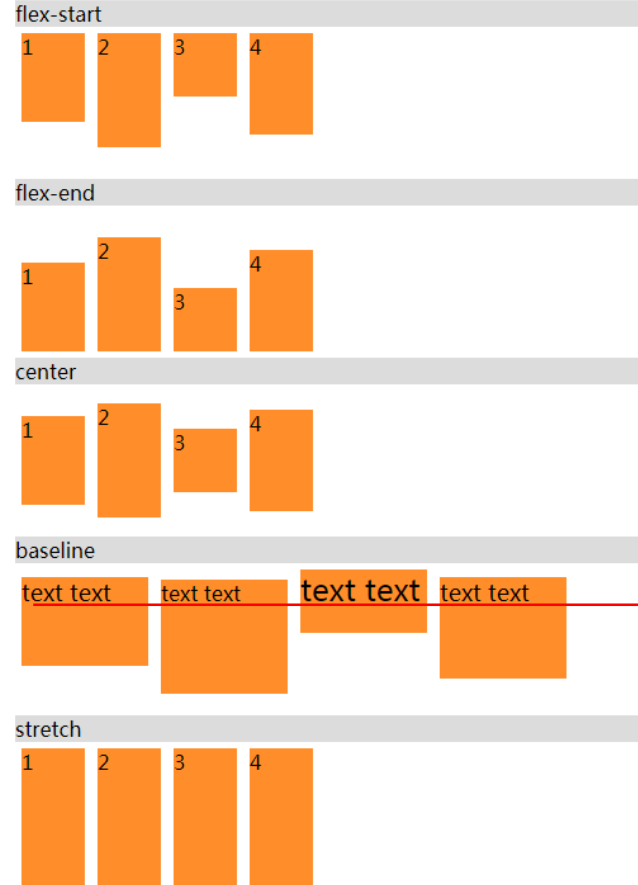 flex-start
1 2 3 4
flex-end
1 2 3 4
center
1 2 3 4
baseline
text text text text text text text text
stretch
1 2 3 4